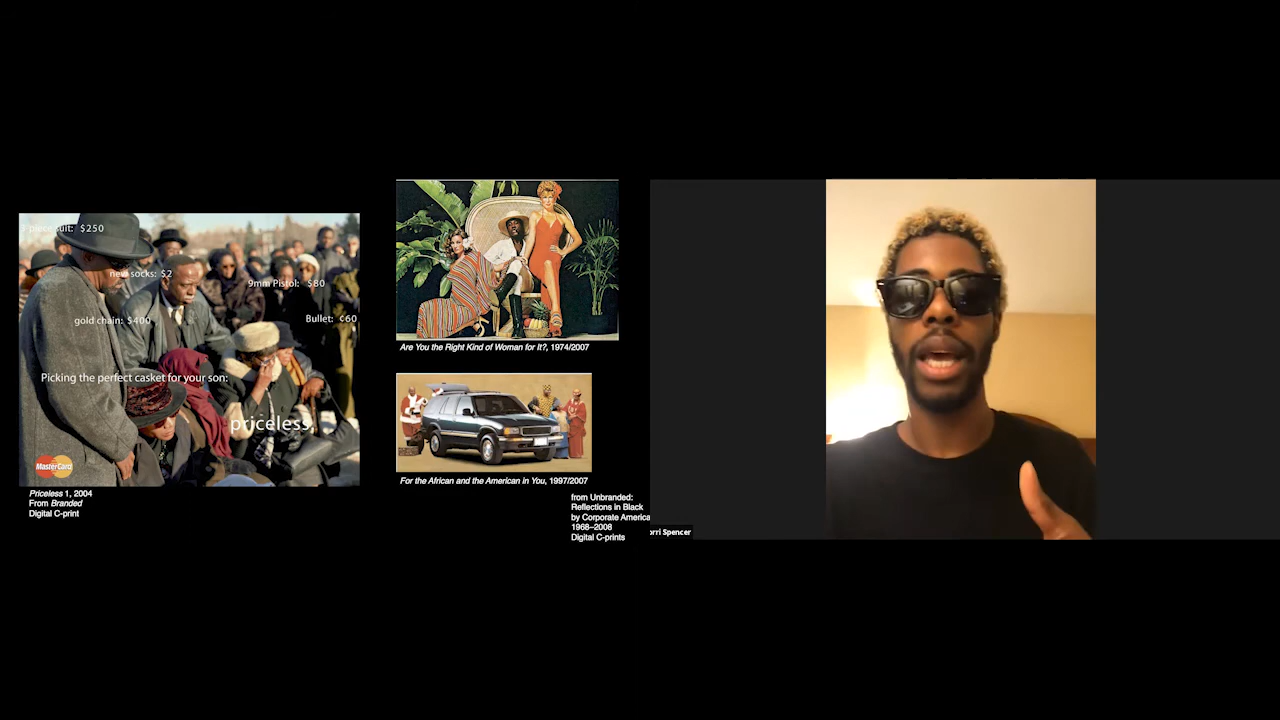 suit: $250
new socks: $2
9mm Pistol: $80
gold chain: $400
Bullet: ¢60
Picking the perfect casket for your son:
priceless.
MasterCard
Priceless 1, 2004
From Branded
Digital C-print
Are You the Right Kind of Woman for It?, 1974/2007
For the African and the American in You, 1997/2007
from Unbranded:
Reflections in Black
by Corporate America
1968–2008
Digital C-prints
orri Spencer